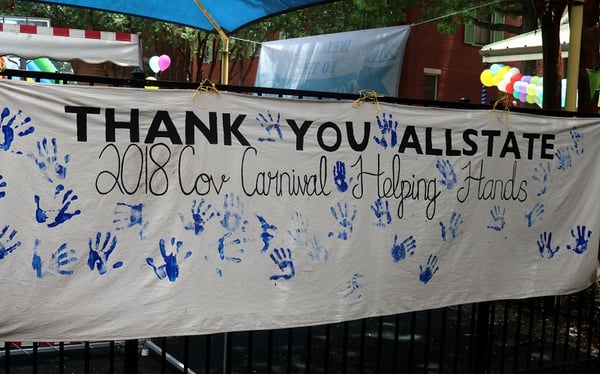 THANK YOU ALLSTATE
2018 Cov Carnival Helping Hands